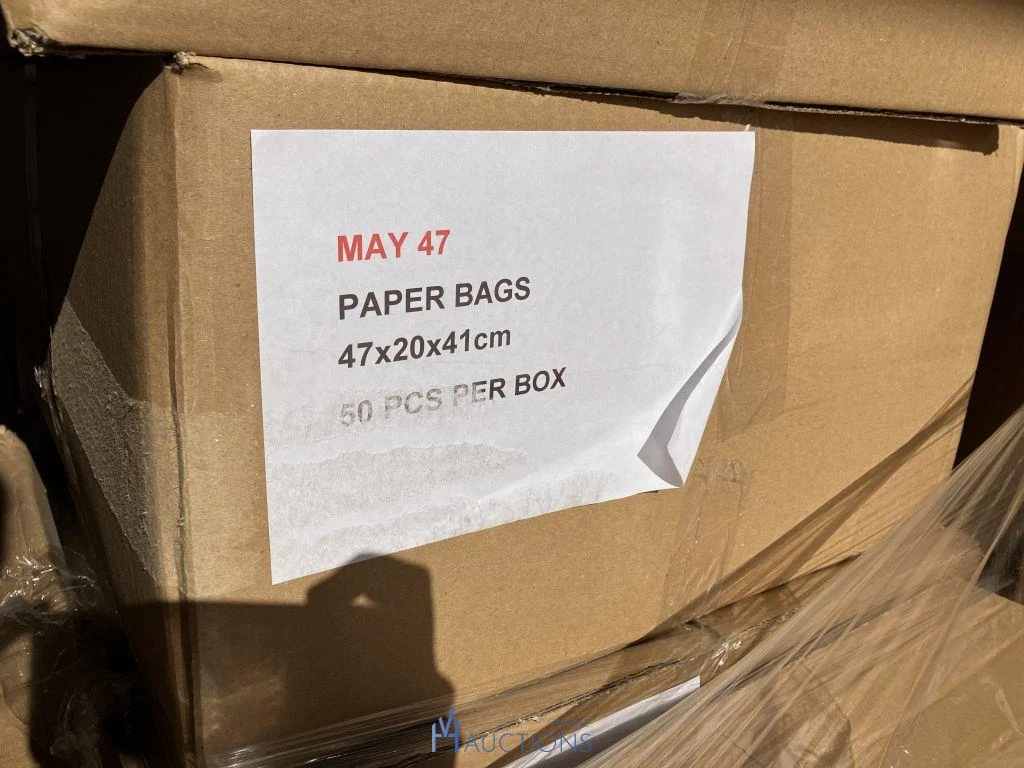 MAY 47
PAPER BAGS
47x20x41cm
50 PCS PER BOX
AUCTIONS